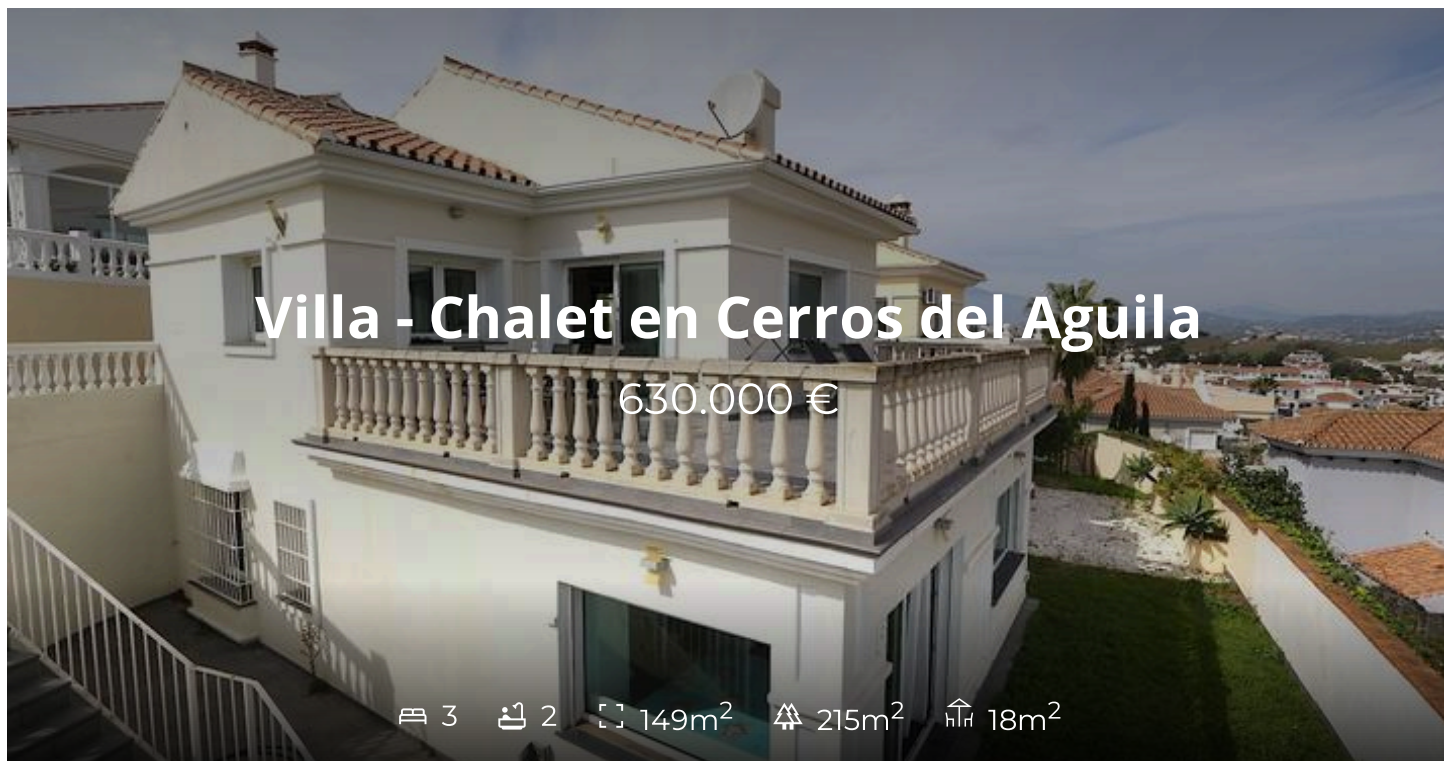 Villa - Chalet en Cerros del Aguila
630.000 €
3 2 149m² 215m² 18m²